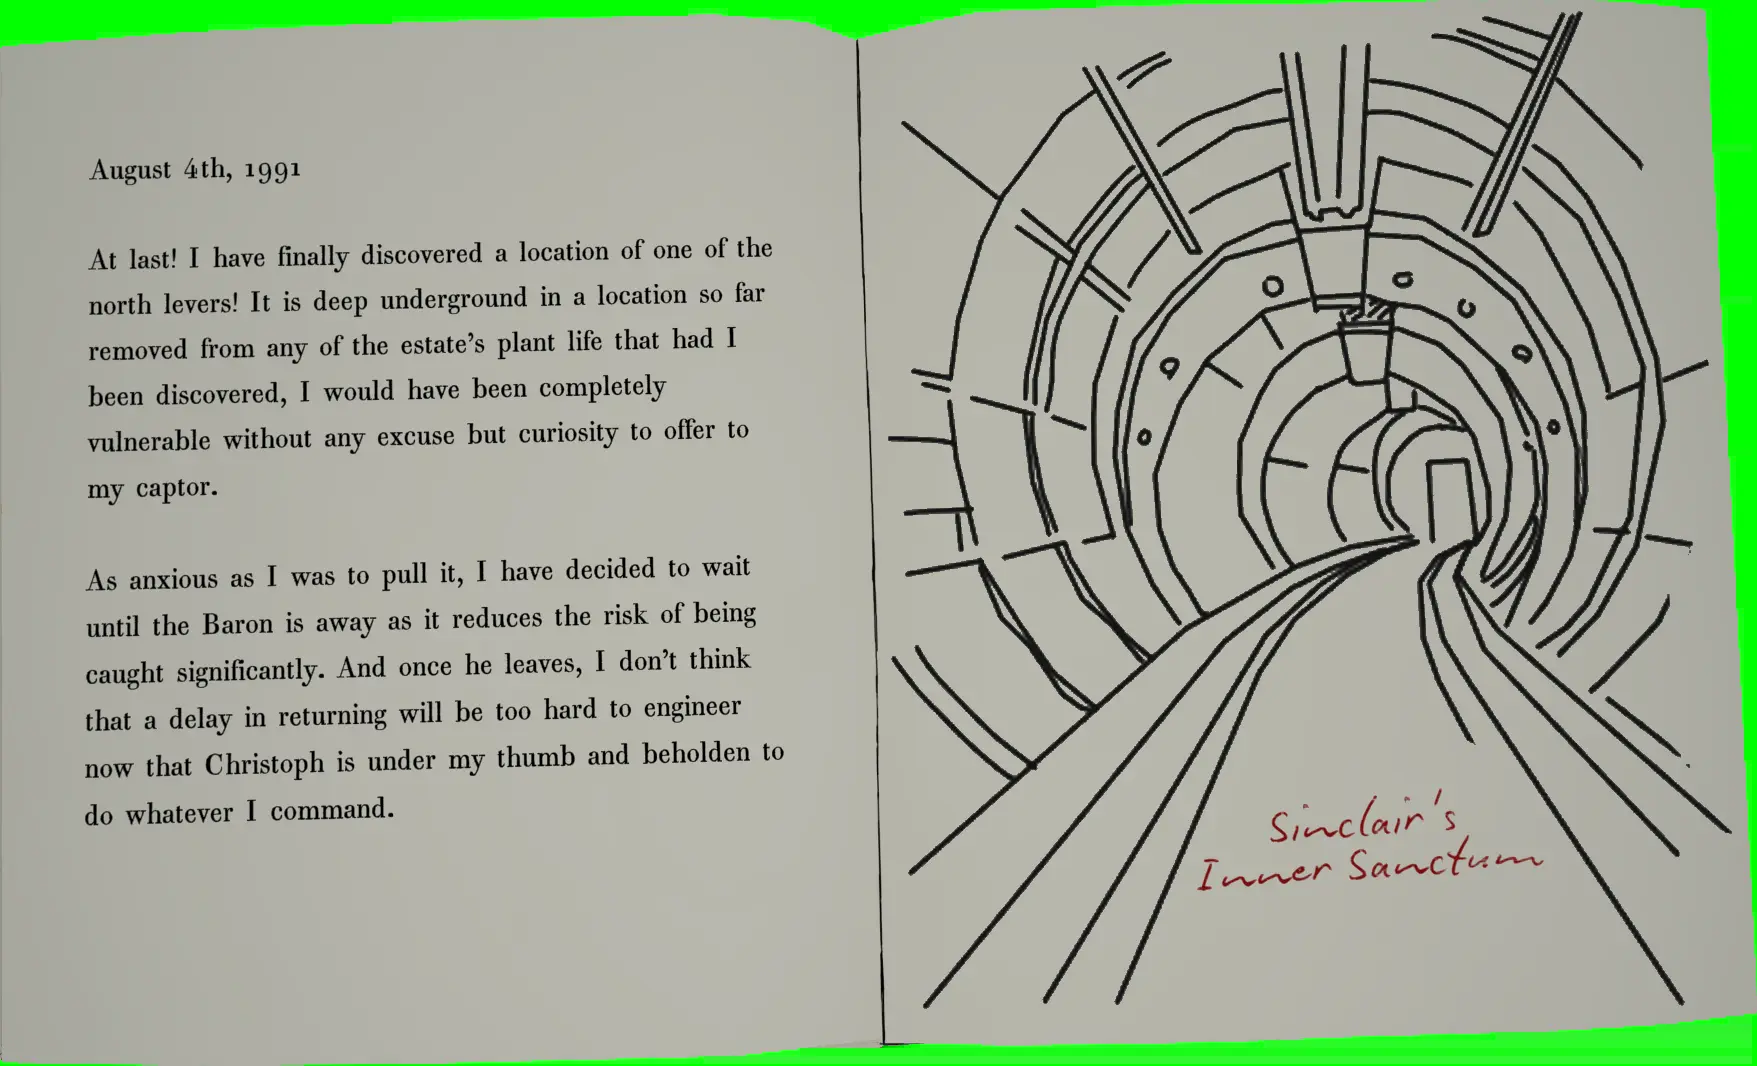 August 4th, 1991
At last! I have finally discovered a location of one of the
north levers! It is deep underground in a location so far
removed from any of the estate's plant life that had I
been discovered, I would have been completely
vulnerable without any excuse but curiosity to offer to
my captor.
As anxious as I was to pull it, I have decided to wait
until the Baron is away as it reduces the risk of being
caught significantly. And once he leaves, I don't think
that a delay in returning will be too hard to engineer
now that Christoph is under my thumb and beholden to
do whatever I command.
Sinclair's
Inner Sanctum